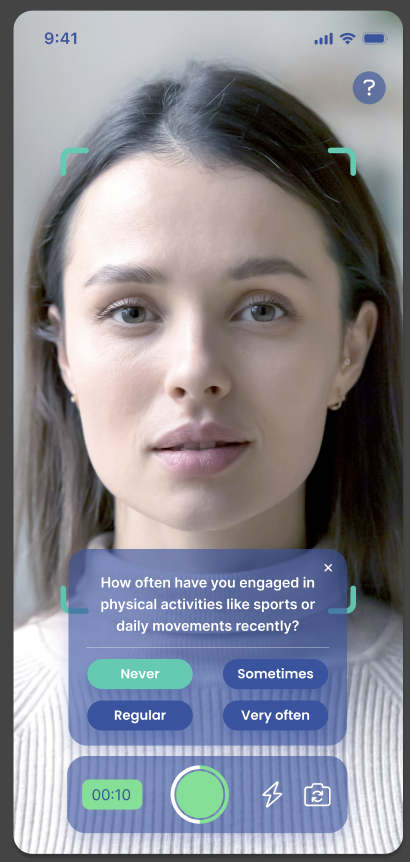 9:41
?
How often have you engaged in
physical activities like sports or
daily movements recently?
Never Sometimes
Regular Very often
00:10